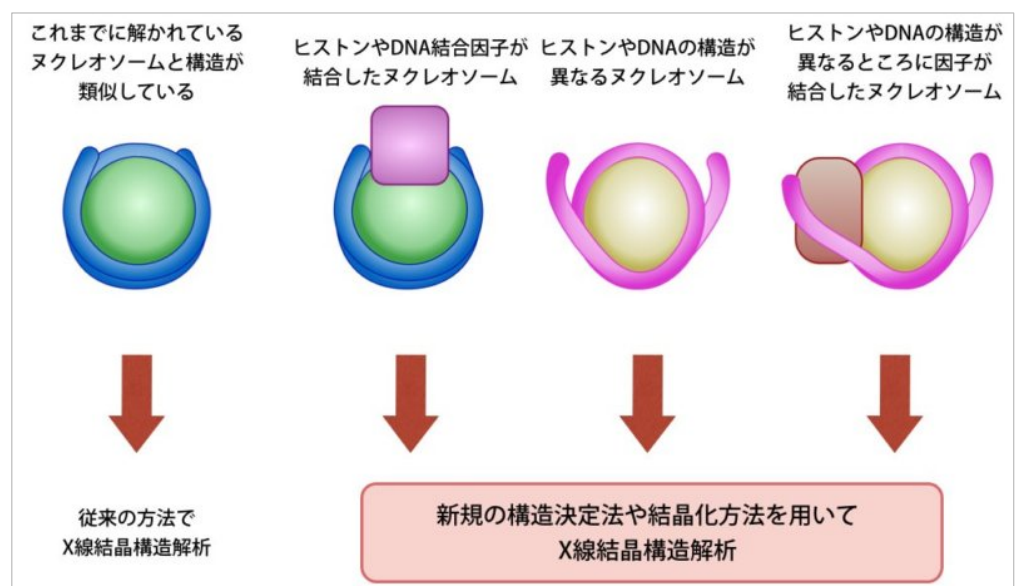 これまでに解かれている
ヌクレオソームと構造が
類似している
ヒストンやDNA結合因子が
結合したヌクレオソーム
ヒストンやDNAの構造が
異なるヌクレオソーム
ヒストンやDNAの構造が
異なるところに因子が
結合したヌクレオソーム
従来の方法で
X線結晶構造解析
新規の構造決定法や結晶化方法を用いて
X線結晶構造解析